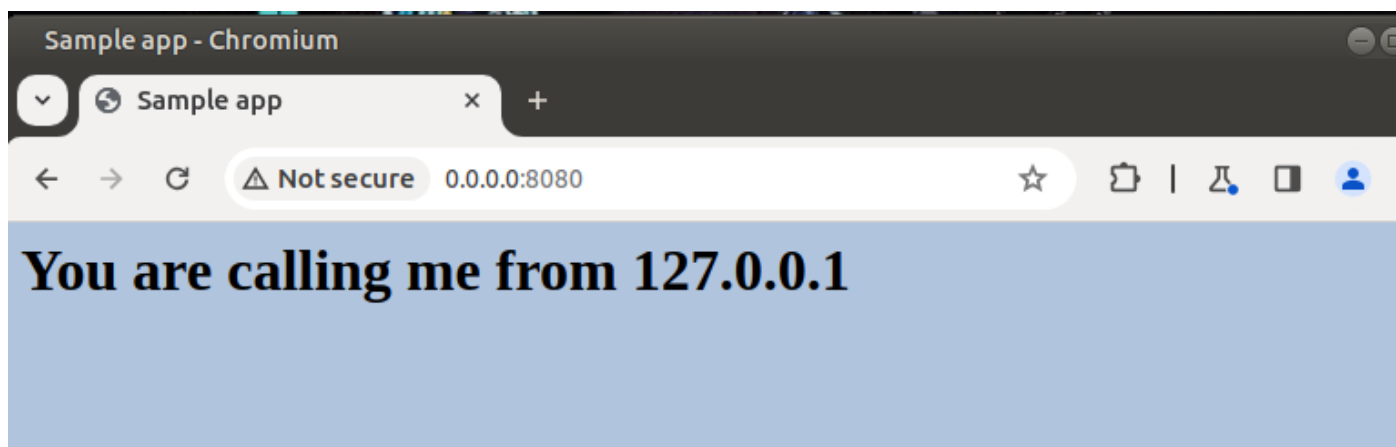 Sample app - Chromium
Sample app
Not secure 0.0.0.0:8080
You are calling me from 127.0.0.1